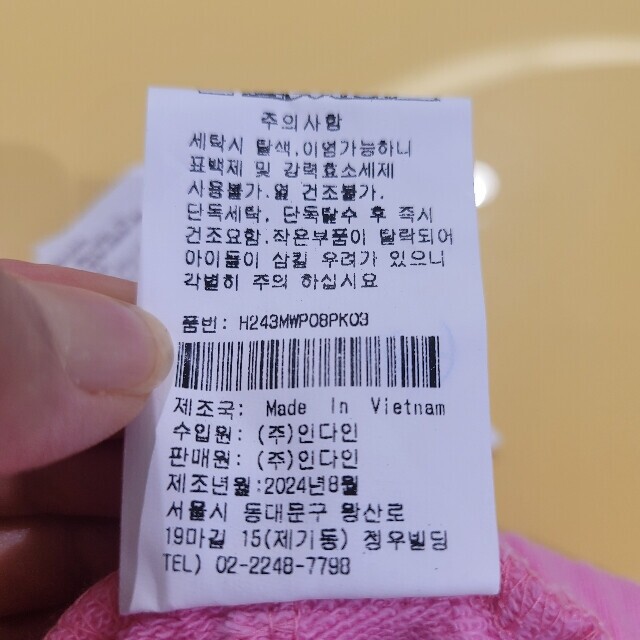 주의사항
세탁시 탈색,이염가능하니
표백제 및 강력효소세제
사용불가.열 건조불가.
단독세탁, 단독탈수 후 즉시
건조요함.작은부품이 탈락되어
아이들이 삼킬 우려가 있으니
각별히 주의 하십시요
품번: H243MWP08PK03
제조국: Made In Vietnam
수입원: (주)인다인
판매원: (주)인다인
제조년월:2024년8월
서울시 동대문구 왕산로
19마길 15(제기동) 정우빌딩
TEL) 02-2248-7798